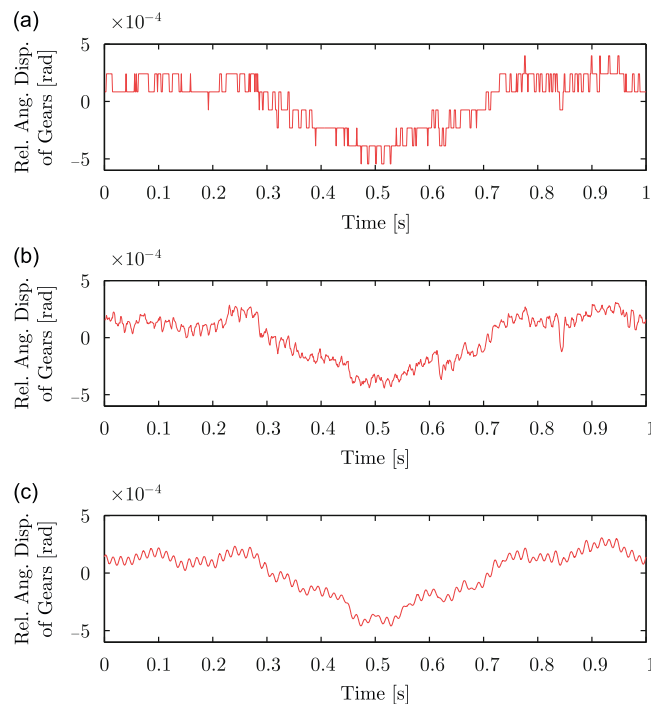 (a)
×10−4
Rel. Ang. Disp.
of Gears [rad]
5
0
−5
0 0.1 0.2 0.3 0.4 0.5 0.6 0.7 0.8 0.9 1
Time [s]
(b)
×10−4
Rel. Ang. Disp.
of Gears [rad]
5
0
−5
0 0.1 0.2 0.3 0.4 0.5 0.6 0.7 0.8 0.9 1
Time [s]
(c)
×10−4
Rel. Ang. Disp.
of Gears [rad]
5
0
−5
0 0.1 0.2 0.3 0.4 0.5 0.6 0.7 0.8 0.9 1
Time [s]